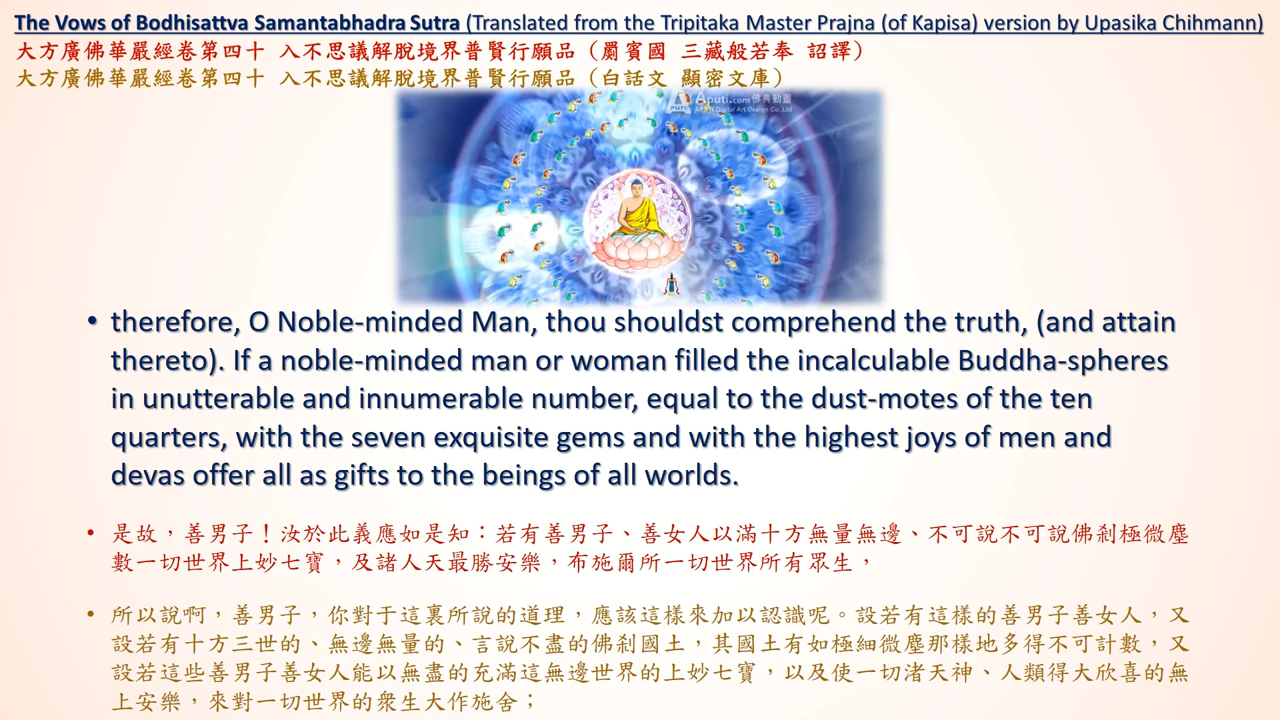 The Vows of Bodhisattva Samantabhadra Sutra (Translated from the Tripitaka Master Prajna (of Kapisa) version by Upasika Chihmann)
大方廣佛華嚴經卷第四十 入不思議解脫境界普賢行願品（罽賓國 三藏般若奉 詔譯）
大方廣佛華嚴經卷第四十 入不思議解脫境界普賢行願品（白話文 顯密文庫）
Aputi.com佛典動畫
APUTI Digital Art Design Co.,Ltd
• therefore, O Noble-minded Man, thou shouldst comprehend the truth, (and attain
thereto). If a noble-minded man or woman filled the incalculable Buddha-spheres
in unutterable and innumerable number, equal to the dust-motes of the ten
quarters, with the seven exquisite gems and with the highest joys of men and
devas offer all as gifts to the beings of all worlds.
• 是故，善男子！汝於此義應如是知：若有善男子、善女人以滿十方無量無邊、不可說不可說佛剎極微塵
數一切世界上妙七寶，及諸人天最勝安樂，布施爾所一切世界所有眾生，
• 所以說啊，善男子，你對于這裏所說的道理，應該這樣來加以認識呢。設若有這樣的善男子善女人，又
設若有十方三世的、無邊無量的、言說不盡的佛剎國土，其國土有如極細微塵那樣地多得不可計數，又
設若這些善男子善女人能以無盡的充滿這無邊世界的上妙七寶，以及使一切渚天神、人類得大欣喜的無
上安樂，來對一切世界的衆生大作施舍；